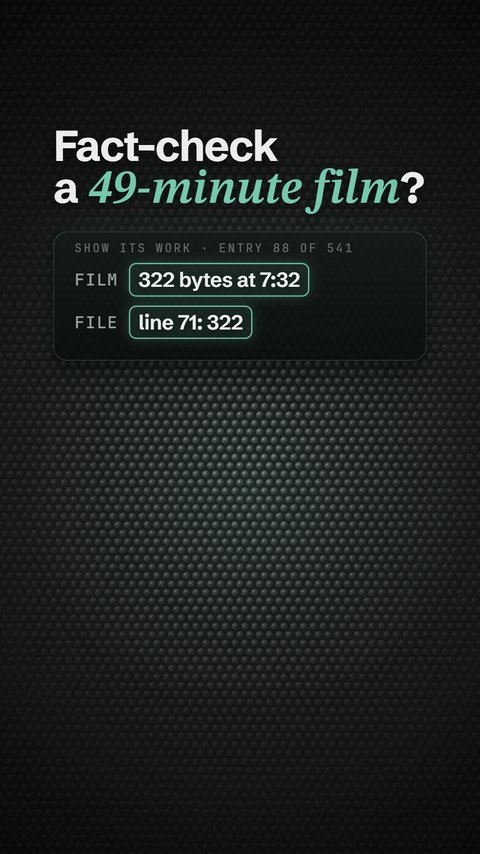 Fact-check
a 49-minute film?
SHOW ITS WORK · ENTRY 88 OF 541
FILM 322 bytes at 7:32
FILE line 71: 322